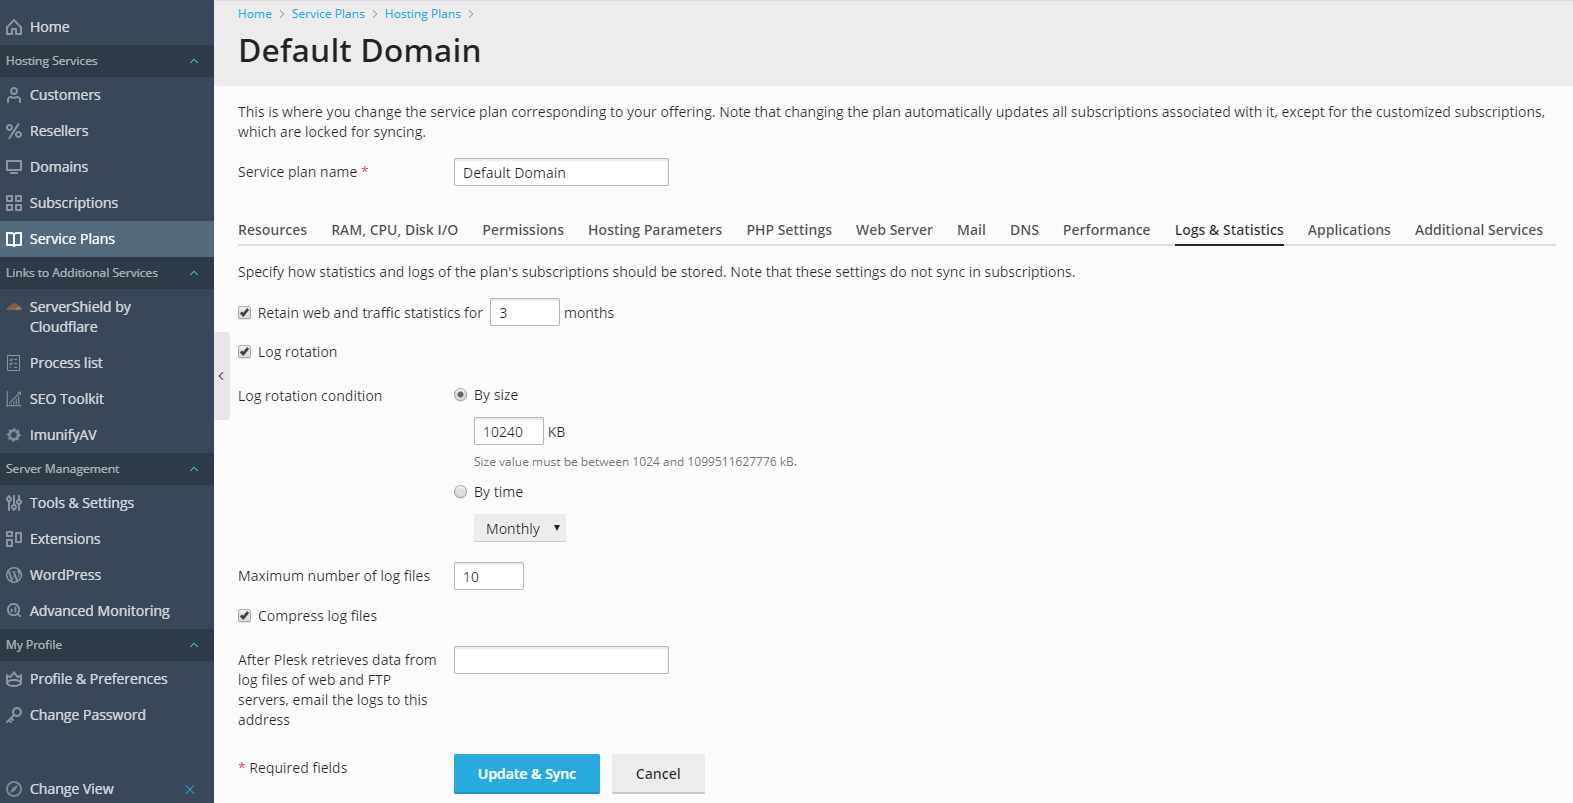 Home
Hosting Services
Customers
Resellers
Domains
Subscriptions
Service Plans
Links to Additional Services
ServerShield by
Cloudflare
Process list
SEO Toolkit
ImunifyAV
Server Management
Tools & Settings
Extensions
WordPress
Advanced Monitoring
My Profile
Profile & Preferences
Change Password
Change View
Home > Service Plans > Hosting Plans >
Default Domain
This is where you change the service plan corresponding to your offering. Note that changing the plan automatically updates all subscriptions associated with it, except for the customized subscriptions,
which are locked for syncing.
Service plan name * Default Domain
Resources RAM, CPU, Disk I/O Permissions Hosting Parameters PHP Settings Web Server Mail DNS Performance Logs & Statistics Applications Additional Services
Specify how statistics and logs of the plan's subscriptions should be stored. Note that these settings do not sync in subscriptions.
Retain web and traffic statistics for 3 months
Log rotation
Log rotation condition By size
10240 KB
Size value must be between 1024 and 1099511627776 kB.
By time
Monthly
Maximum number of log files 10
Compress log files
After Plesk retrieves data from
log files of web and FTP
servers, email the logs to this
address
* Required fields Update & Sync Cancel